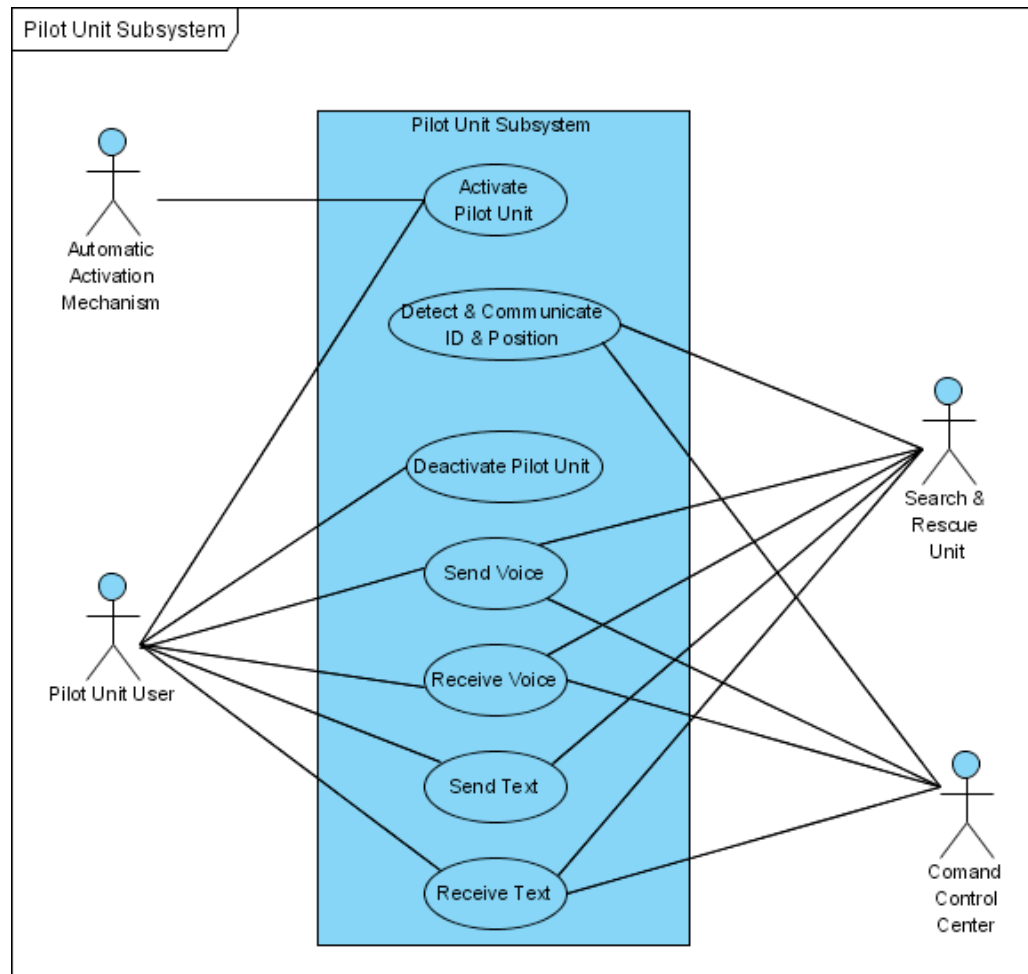 Pilot Unit Subsystem
Pilot Unit Subsystem
Activate
Pilot Unit
Automatic
Activation
Mechanism
Detect & Communicate
ID & Position
Deactivate Pilot Unit
Search &
Rescue
Unit
Send Voice
Receive Voice
Pilot Unit User
Send Text
Receive Text
Comand
Control
Center